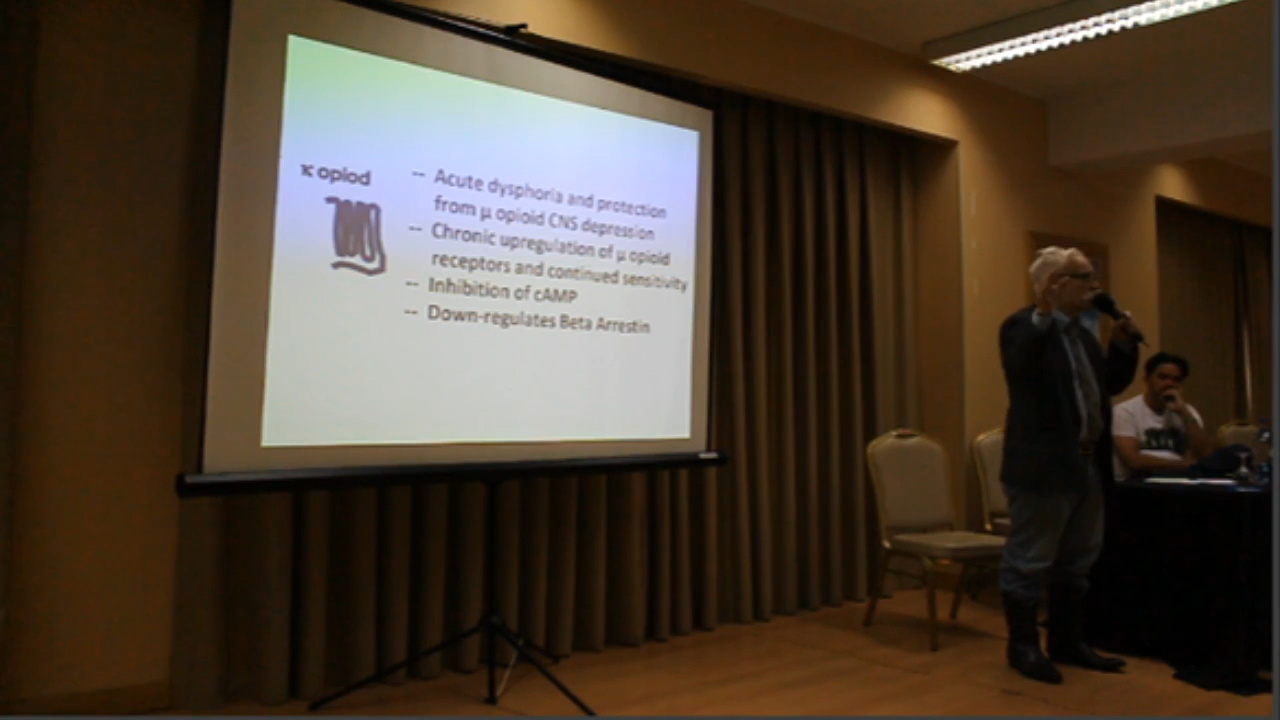 κ opiod
-- Acute dysphoria and protection
from μ opioid CNS depression
-- Chronic upregulation of μ opioid
receptors and continued sensitivity
-- Inhibition of cAMP
-- Down-regulates Beta Arrestin